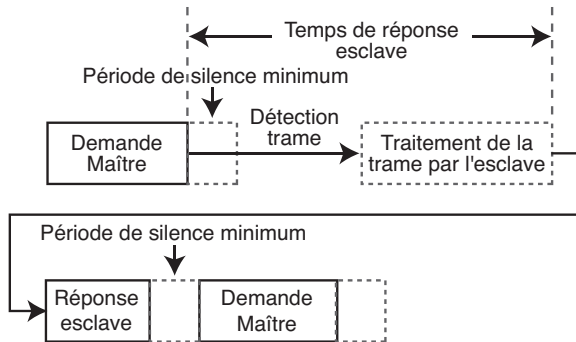 Temps de réponse
esclave
Période de silence minimum
Détection
trame
Demande
Maître
Traitement de la
trame par l'esclave
Période de silence minimum
Réponse
esclave
Demande
Maître